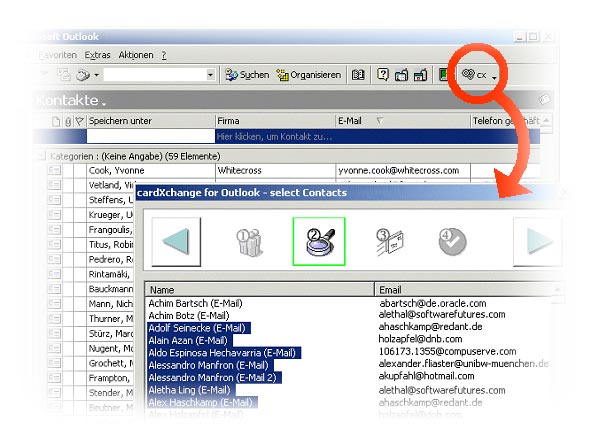 soft Outlook
Favoriten Extras Aktionen ?
Suchen Organisieren cx
Kontakte
Speichern unter Firma E-Mail Telefon geschäft
Hier klicken, um Kontakt zu...
Kategorien : (Keine Angabe) (59 Elemente)
Cook, Yvonne Whitecross yvonne.cook@whitecross.com
Vetland,
Steffens,
Krueger, U
Frangoulis,
Titus, Robi
Pedrero, R
Rintamäki,
Bauckmann
Mann, Nich
Thurner, M
Stürz, Marc
Nugent, Mo
Grochett, M
Frampton,
Stender, M
Beutner,
cardXchange for Outlook - select Contacts
1 2 3 4
Name Email
Achim Bartsch (E-Mail) abartsch@de.oracle.com
Achim Botz (E-Mail) alethal@softwarefutures.com
Adolf Seinecke (E-Mail) ahaschkamp@redant.de
Alain Azan (E-Mail) holzapfel@dnb.com
Aldo Espinosa Hechavarria (E-Mail) 106173.1355@compuserve.com
Alessandro Manfron (E-Mail) alexander.fliaster@unibw-muenchen.de
Alessandro Manfron (E-Mail 2) akupfahl@hotmail.com
Aletha Ling (E-Mail) alethal@softwarefutures.com
Alex Haschkamp (E-Mail) ahaschkamp@redant.de
Alex Holzapfel (E-Mail) holzapfel@dnb.com